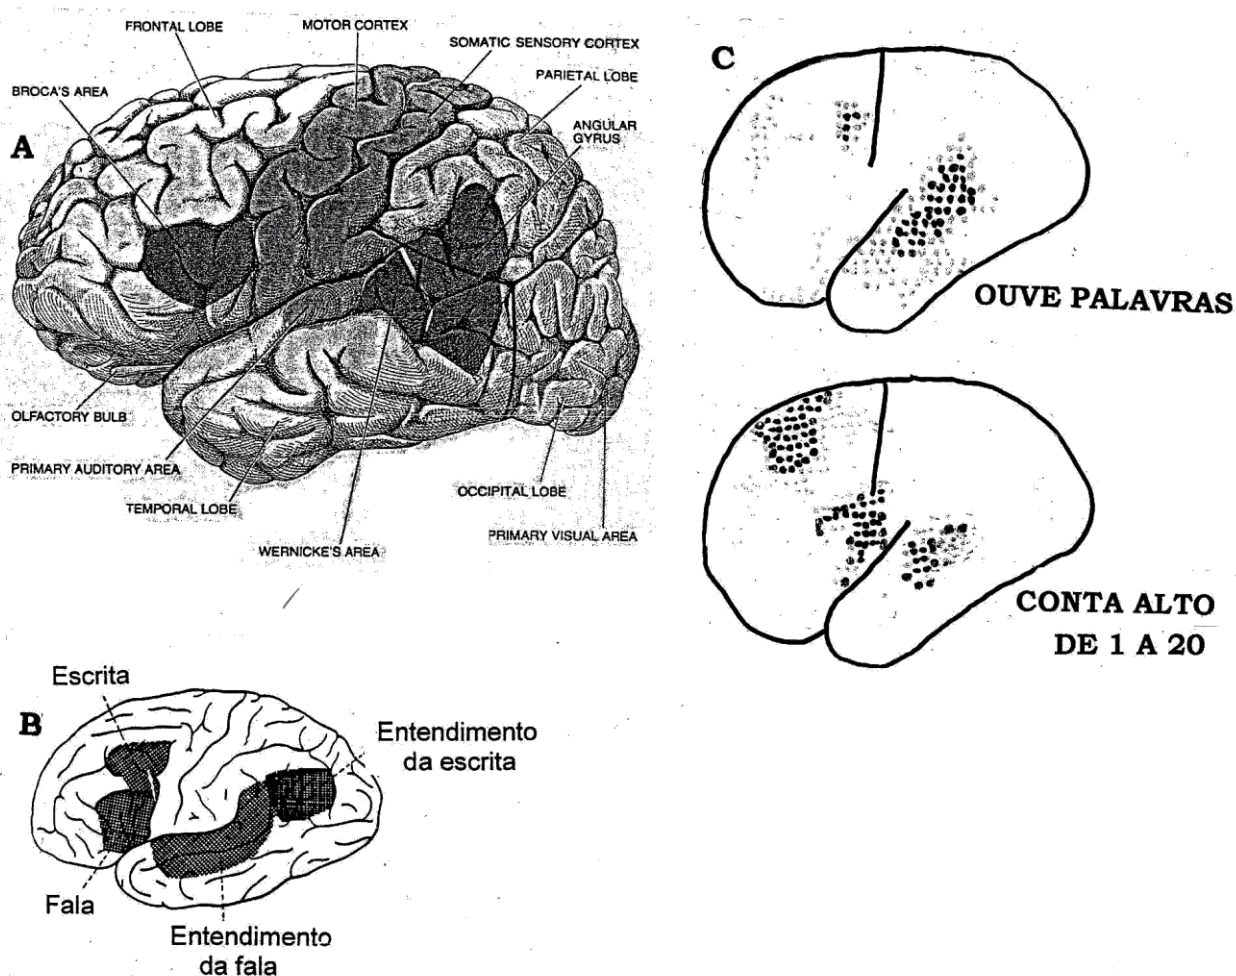 FRONTAL LOBE
MOTOR CORTEX
SOMATIC SENSORY CORTEX
BROCA'S AREA
PARIETAL LOBE
A
ANGULAR
GYRUS
OLFACTORY BULB
PRIMARY AUDITORY AREA
OCCIPITAL LOBE
TEMPORAL LOBE
PRIMARY VISUAL AREA
WERNICKE'S AREA
C
OUVE PALAVRAS
CONTA ALTO
DE 1 A 20
Escrita
B
Entendimento
da escrita
Fala
Entendimento
da fala